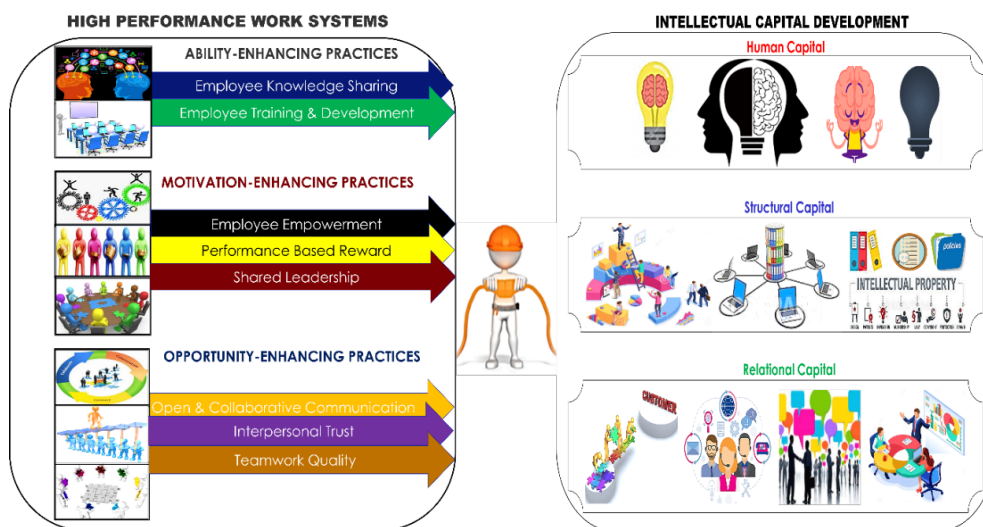 HIGH PERFORMANCE WORK SYSTEMS
ABILITY-ENHANCING PRACTICES
Employee Knowledge Sharing
Employee Training & Development
MOTIVATION-ENHANCING PRACTICES
Employee Empowerment
Performance Based Reward
Shared Leadership
OPPORTUNITY-ENHANCING PRACTICES
Open & Collaborative Communication
Interpersonal Trust
Teamwork Quality
INTELLECTUAL CAPITAL DEVELOPMENT
Human Capital
Structural Capital
policies
INTELLECTUAL PROPERTY
Relational Capital
CUSTOMER